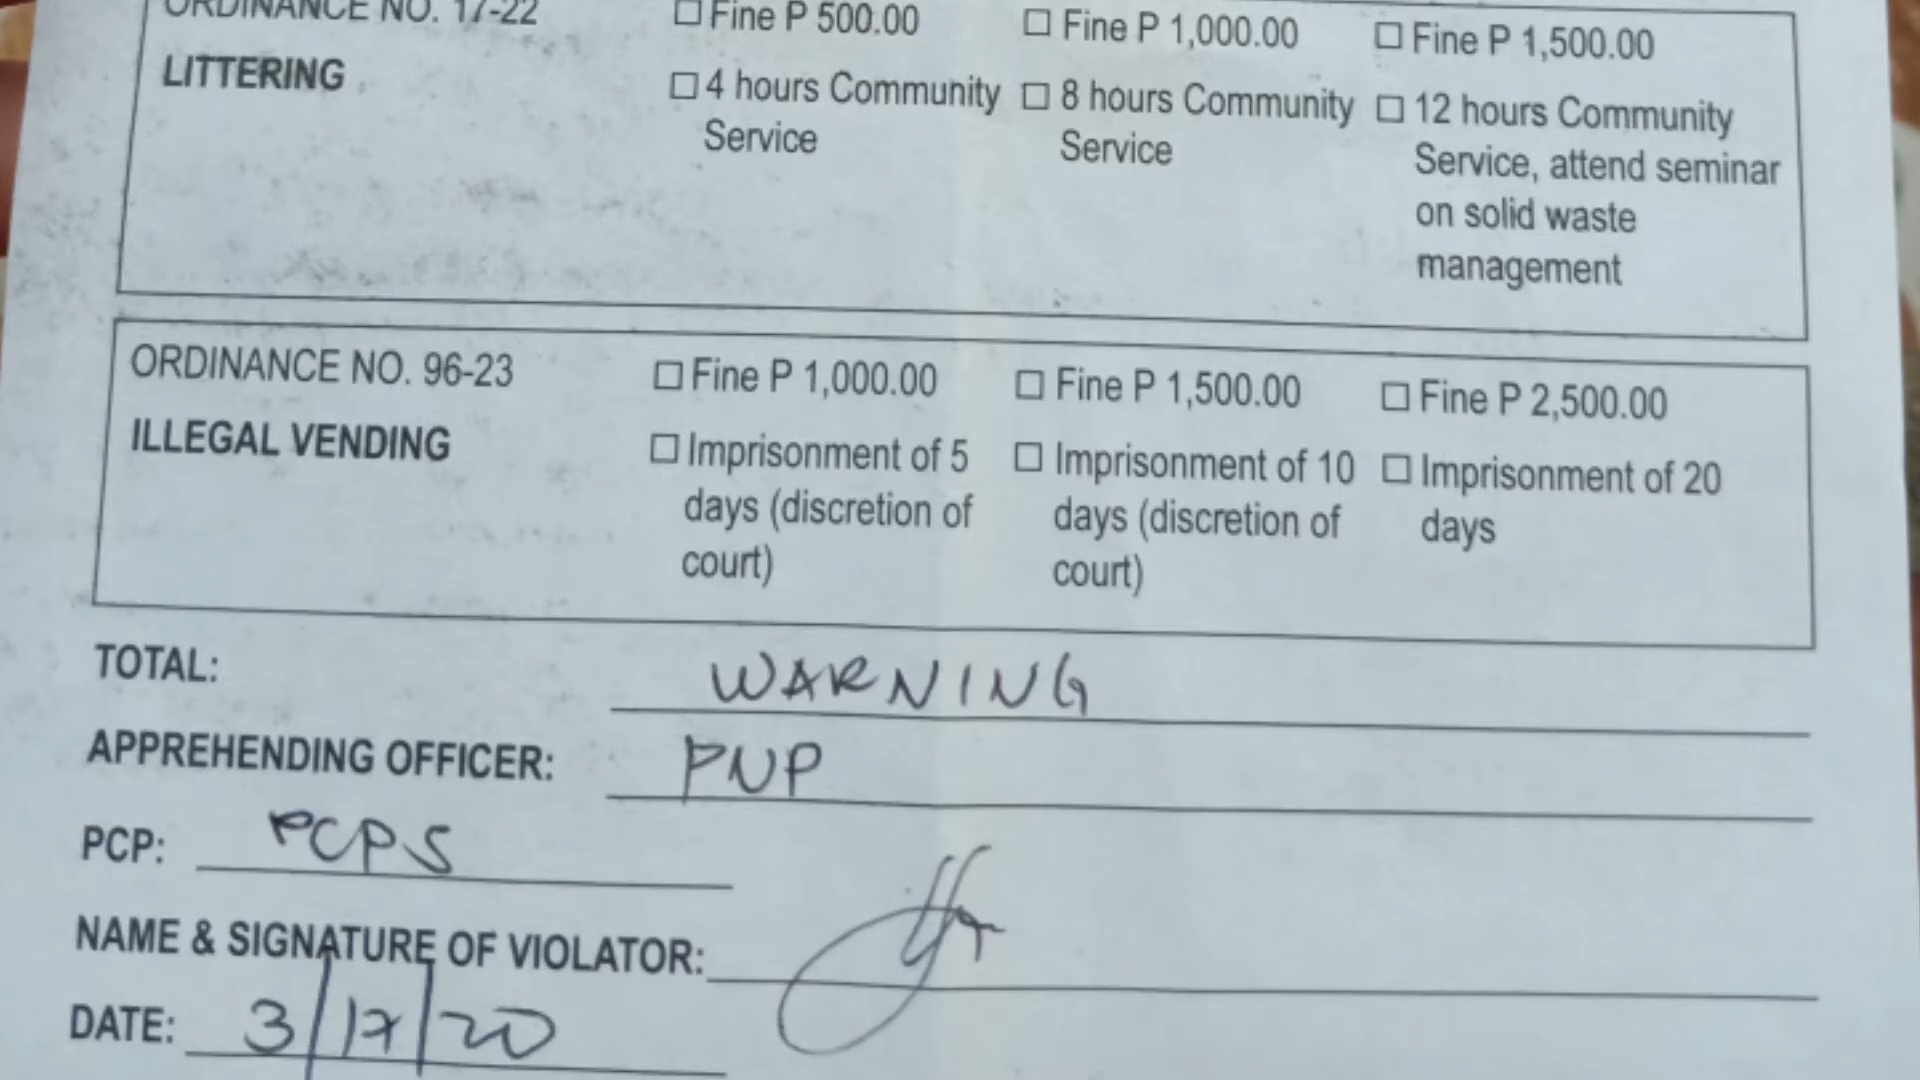 ORDINANCE NO. 17-22 ☐ Fine P 500.00 ☐ Fine P 1,000.00 ☐ Fine P 1,500.00
LITTERING ☐ 4 hours Community ☐ 8 hours Community ☐ 12 hours Community
Service Service Service, attend seminar
on solid waste
management
ORDINANCE NO. 96-23 ☐ Fine P 1,000.00 ☐ Fine P 1,500.00 ☐ Fine P 2,500.00
ILLEGAL VENDING ☐ Imprisonment of 5 ☐ Imprisonment of 10 ☐ Imprisonment of 20
days (discretion of days (discretion of days
court) court)
TOTAL: WARNING
APPREHENDING OFFICER: PNP
PCP: PCPS
NAME & SIGNATURE OF VIOLATOR:
DATE: 3/17/20